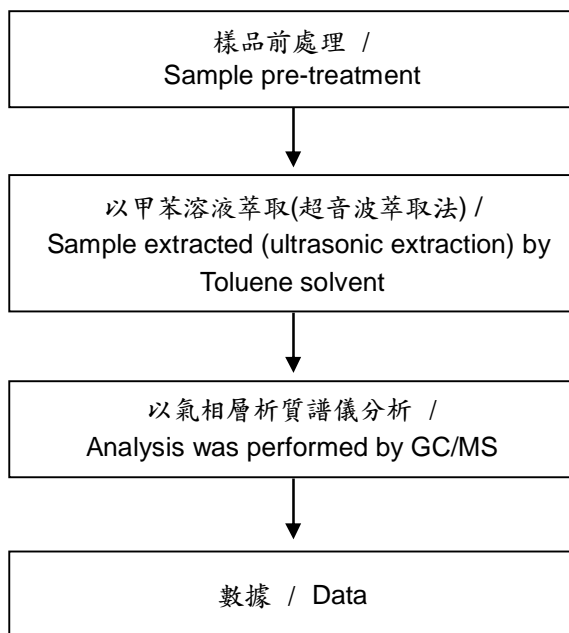 樣品前處理 /
Sample pre-treatment
以甲苯溶液萃取(超音波萃取法) /
Sample extracted (ultrasonic extraction) by
Toluene solvent
以氣相層析質譜儀分析 /
Analysis was performed by GC/MS
數據 / Data